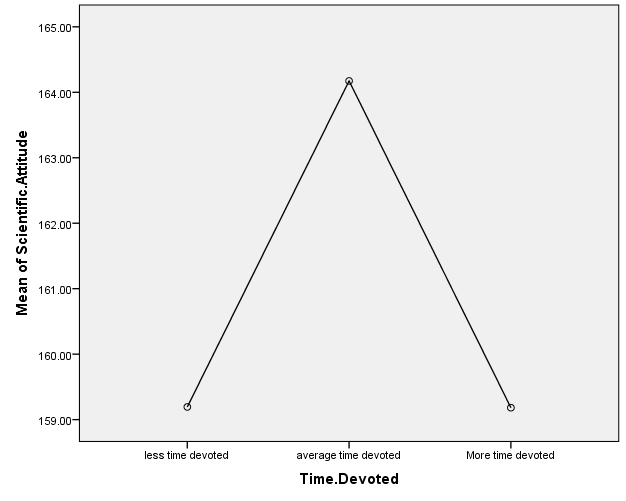 165.00
164.00
163.00
162.00
161.00
160.00
159.00
Mean of Scientific.Attitude
less time devoted
average time devoted
More time devoted
Time.Devoted